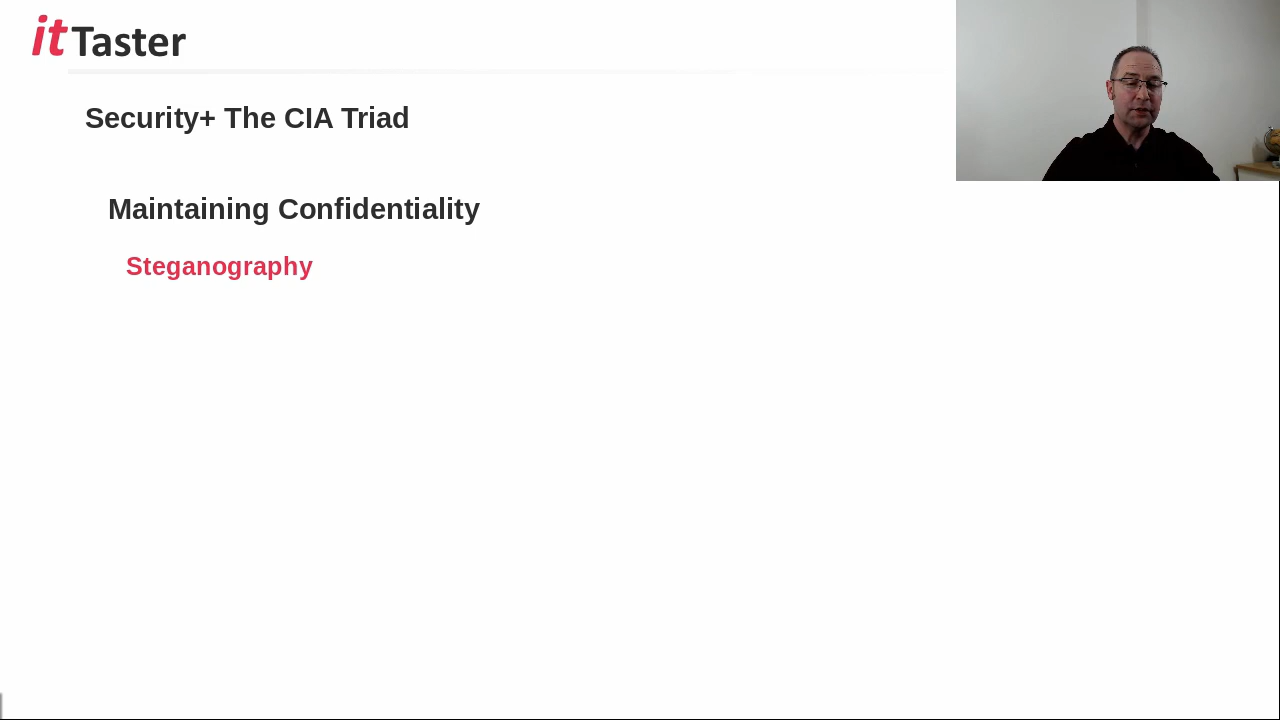 itTaster
Security+ The CIA Triad
Maintaining Confidentiality
Steganography